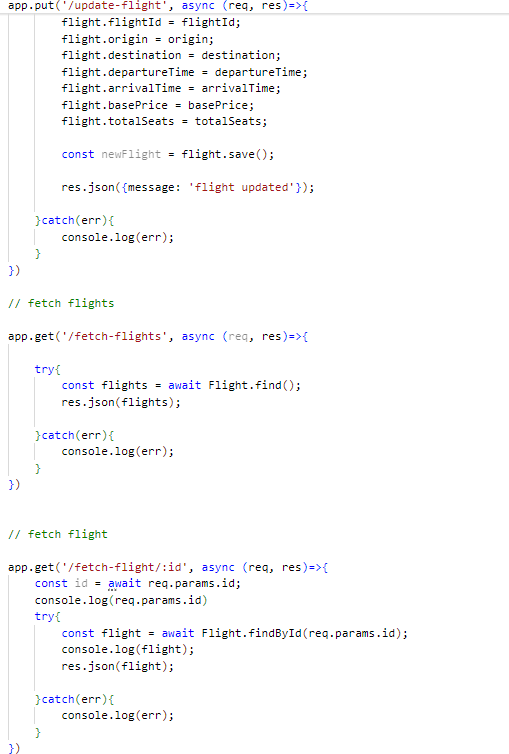 app.put('/update-flight', async (req, res)=>{
flight.flightId = flightId;
flight.origin = origin;
flight.destination = destination;
flight.departureTime = departureTime;
flight.arrivalTime = arrivalTime;
flight.basePrice = basePrice;
flight.totalSeats = totalSeats;
const newFlight = flight.save();
res.json({message: 'flight updated'});
}catch(err){
console.log(err);
}
})
// fetch flights
app.get('/fetch-flights', async (req, res)=>{
try{
const flights = await Flight.find();
res.json(flights);
}catch(err){
console.log(err);
}
})
// fetch flight
app.get('/fetch-flight/:id', async (req, res)=>{
const id = await req.params.id;
console.log(req.params.id)
try{
const flight = await Flight.findById(req.params.id);
console.log(flight);
res.json(flight);
}catch(err){
console.log(err);
}
})